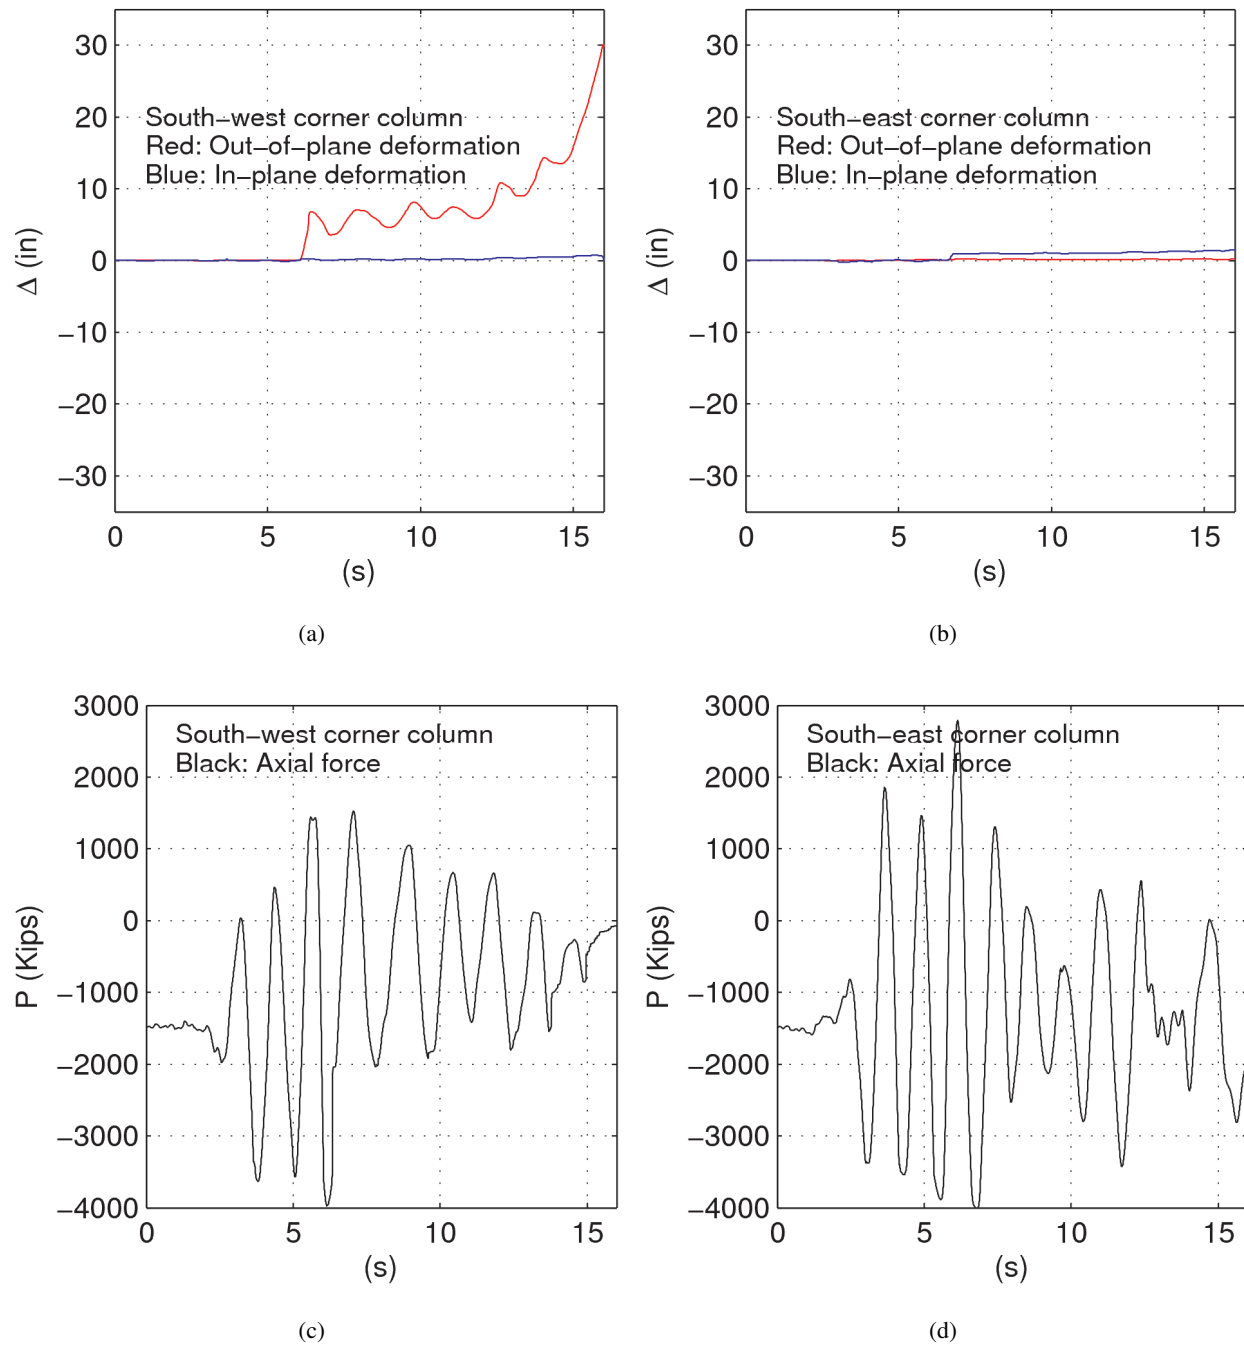 30
20
10
0
−10
−20
−30
Δ (in)
South−west corner column
Red: Out−of−plane deformation
Blue: In−plane deformation
0 5 10 15
(s)
(a)
30
20
10
0
−10
−20
−30
Δ (in)
South−east corner column
Red: Out−of−plane deformation
Blue: In−plane deformation
0 5 10 15
(s)
(b)
3000
2000
1000
0
−1000
−2000
−3000
−4000
P (Kips)
South−west corner column
Black: Axial force
0 5 10 15
(s)
(c)
3000
2000
1000
0
−1000
−2000
−3000
−4000
P (Kips)
South−east corner column
Black: Axial force
0 5 10 15
(s)
(d)